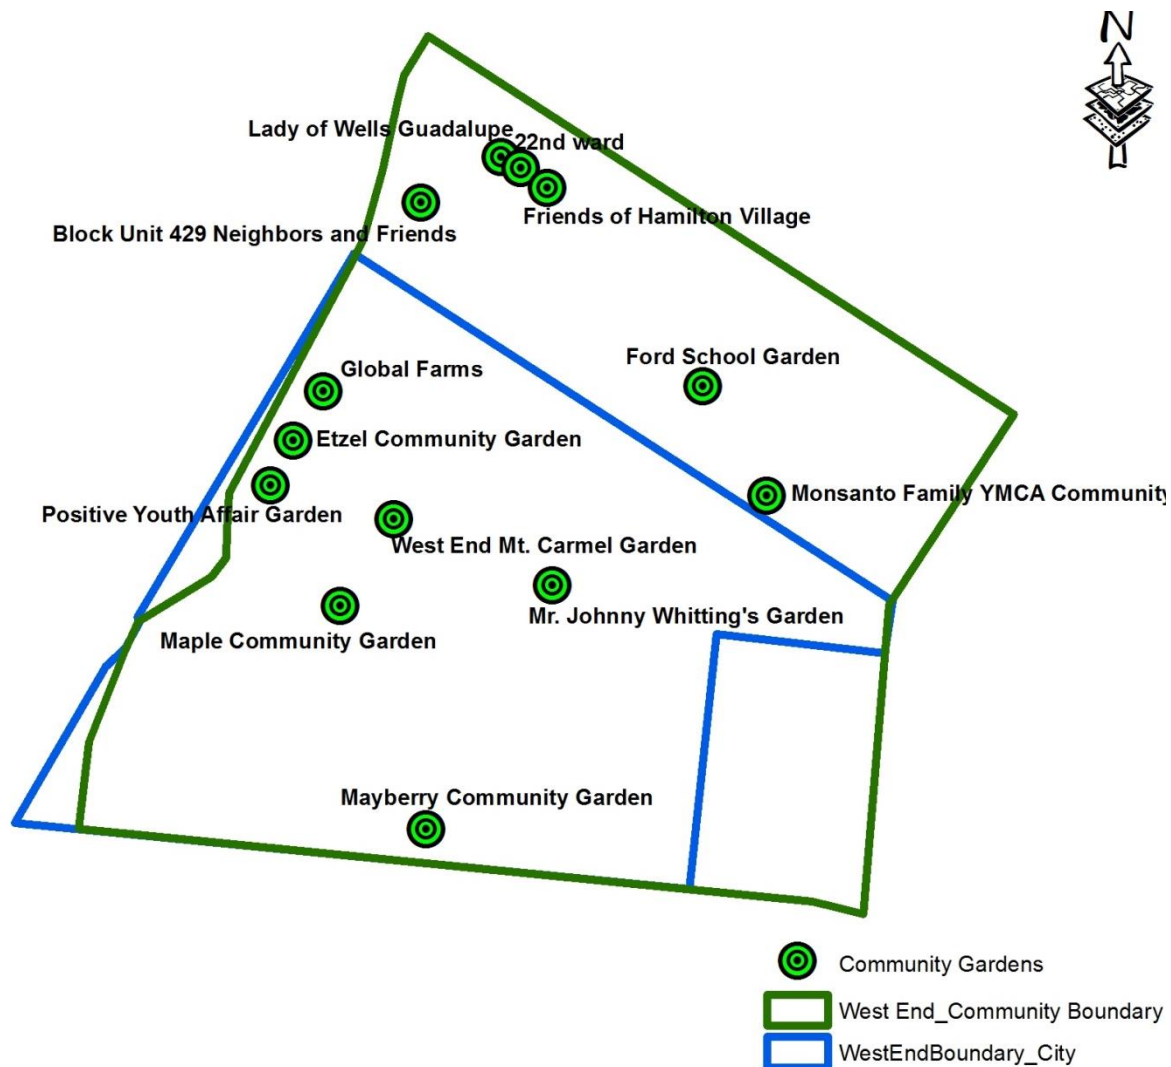 N
Lady of Wells Guadalupe
22nd ward
Friends of Hamilton Village
Block Unit 429 Neighbors and Friends
Ford School Garden
Global Farms
Etzel Community Garden
Monsanto Family YMCA Community
Positive Youth Affair Garden
West End Mt. Carmel Garden
Mr. Johnny Whitting's Garden
Maple Community Garden
Mayberry Community Garden
Community Gardens
West End_Community Boundary
WestEndBoundary_City